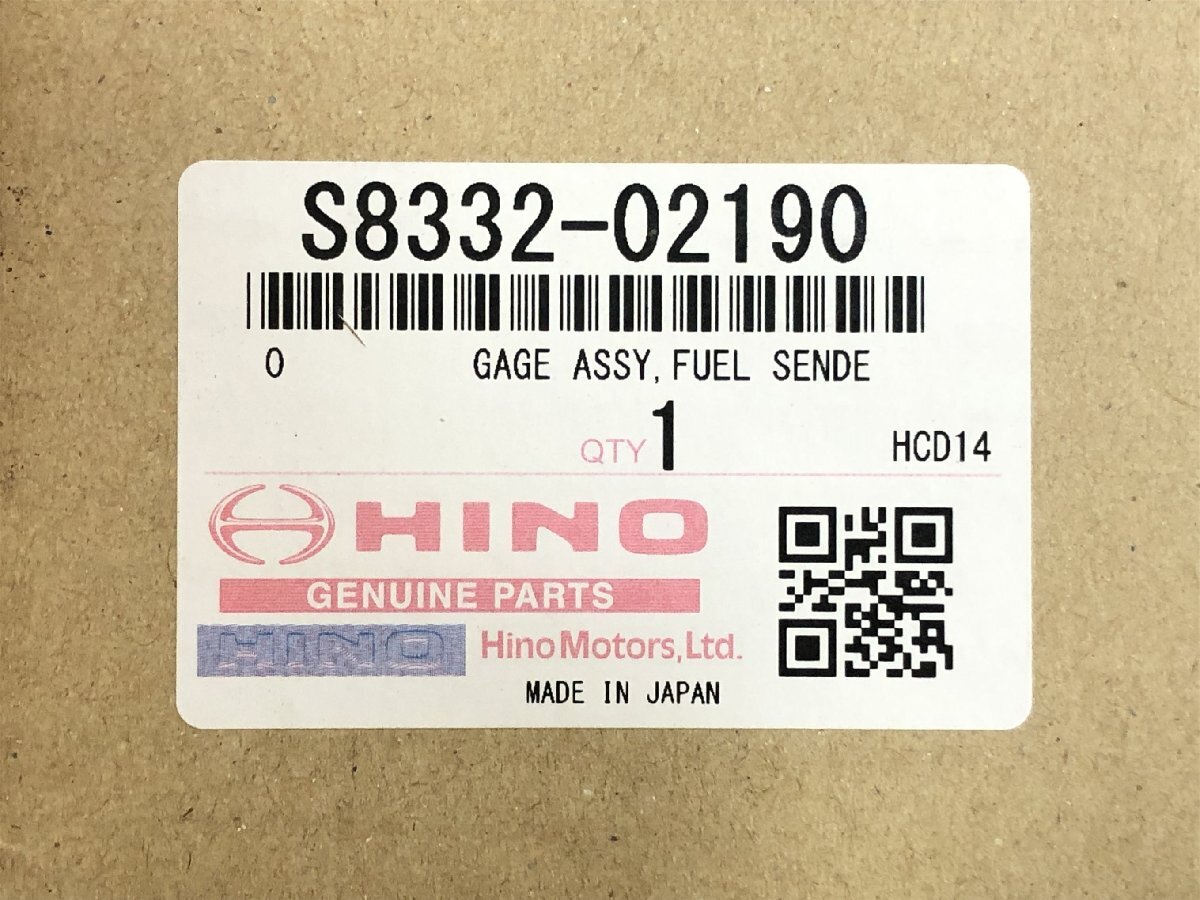 S8332-02190
0 GAGE ASSY, FUEL SENDE
QTY 1 HCD14
HINO
GENUINE PARTS
HINO Hino Motors, Ltd.
MADE IN JAPAN